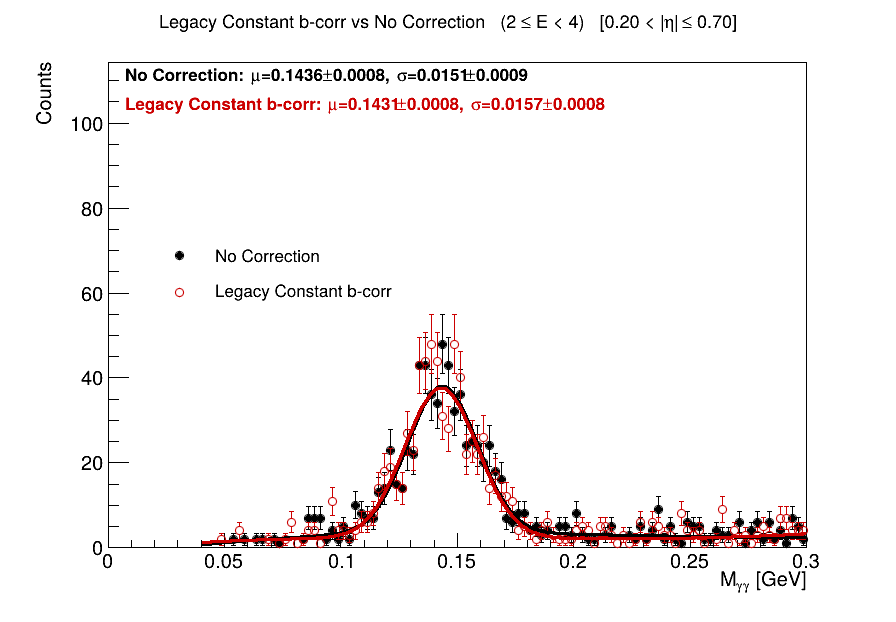 Legacy Constant b-corr vs No Correction (2 ≤ E < 4) [0.20 < |η| ≤ 0.70]
Counts
No Correction: μ=0.1436±0.0008, σ=0.0151±0.0009
Legacy Constant b-corr: μ=0.1431±0.0008, σ=0.0157±0.0008
100
80
No Correction
Legacy Constant b-corr
60
40
20
0
0 0.05 0.1 0.15 0.2 0.25 0.3
Mγγ [GeV]